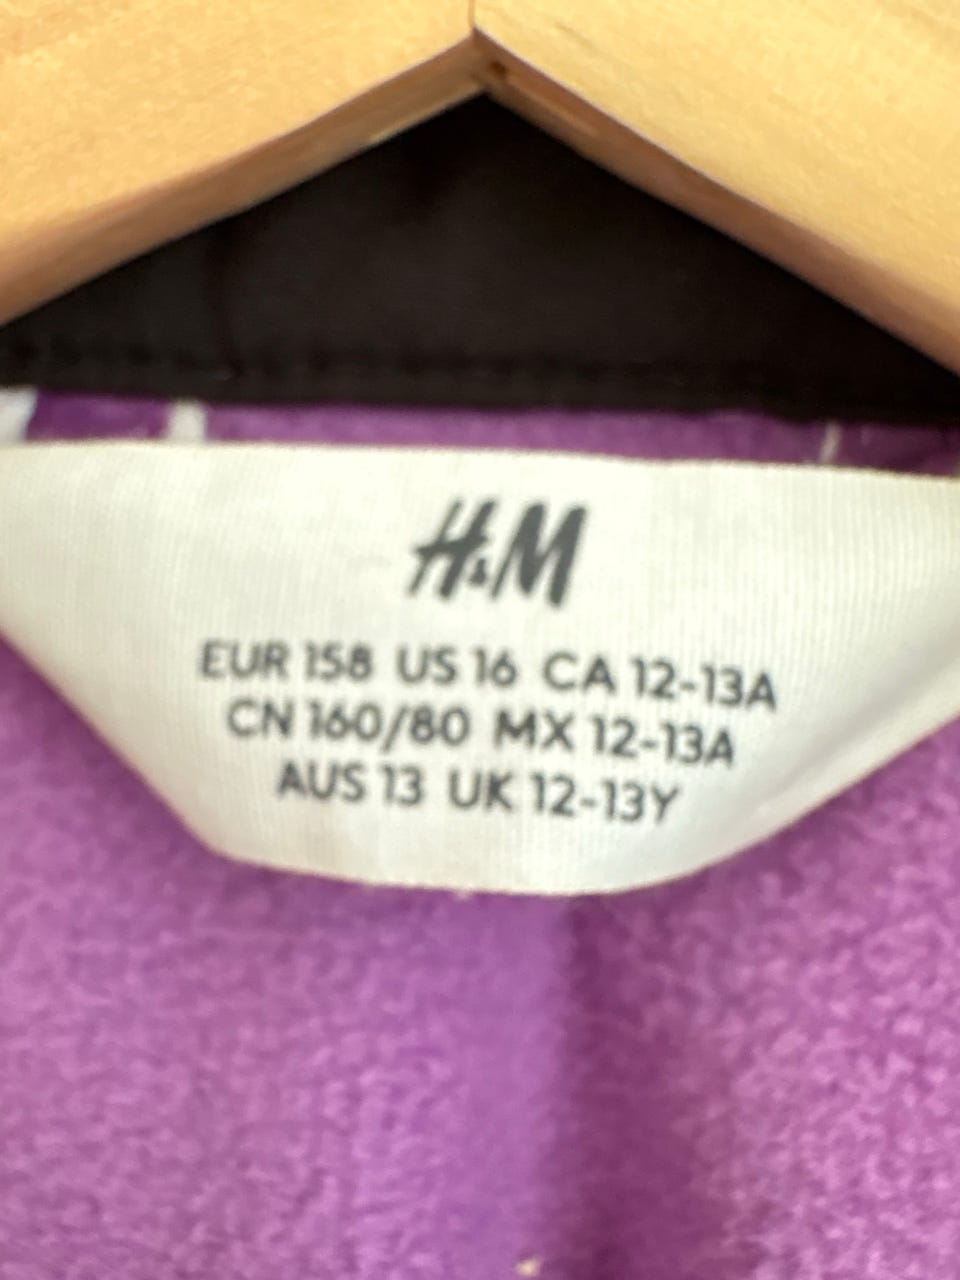 H&M
EUR 158 US 16 CA 12-13A
CN 160/80 MX 12-13A
AUS 13 UK 12-13Y